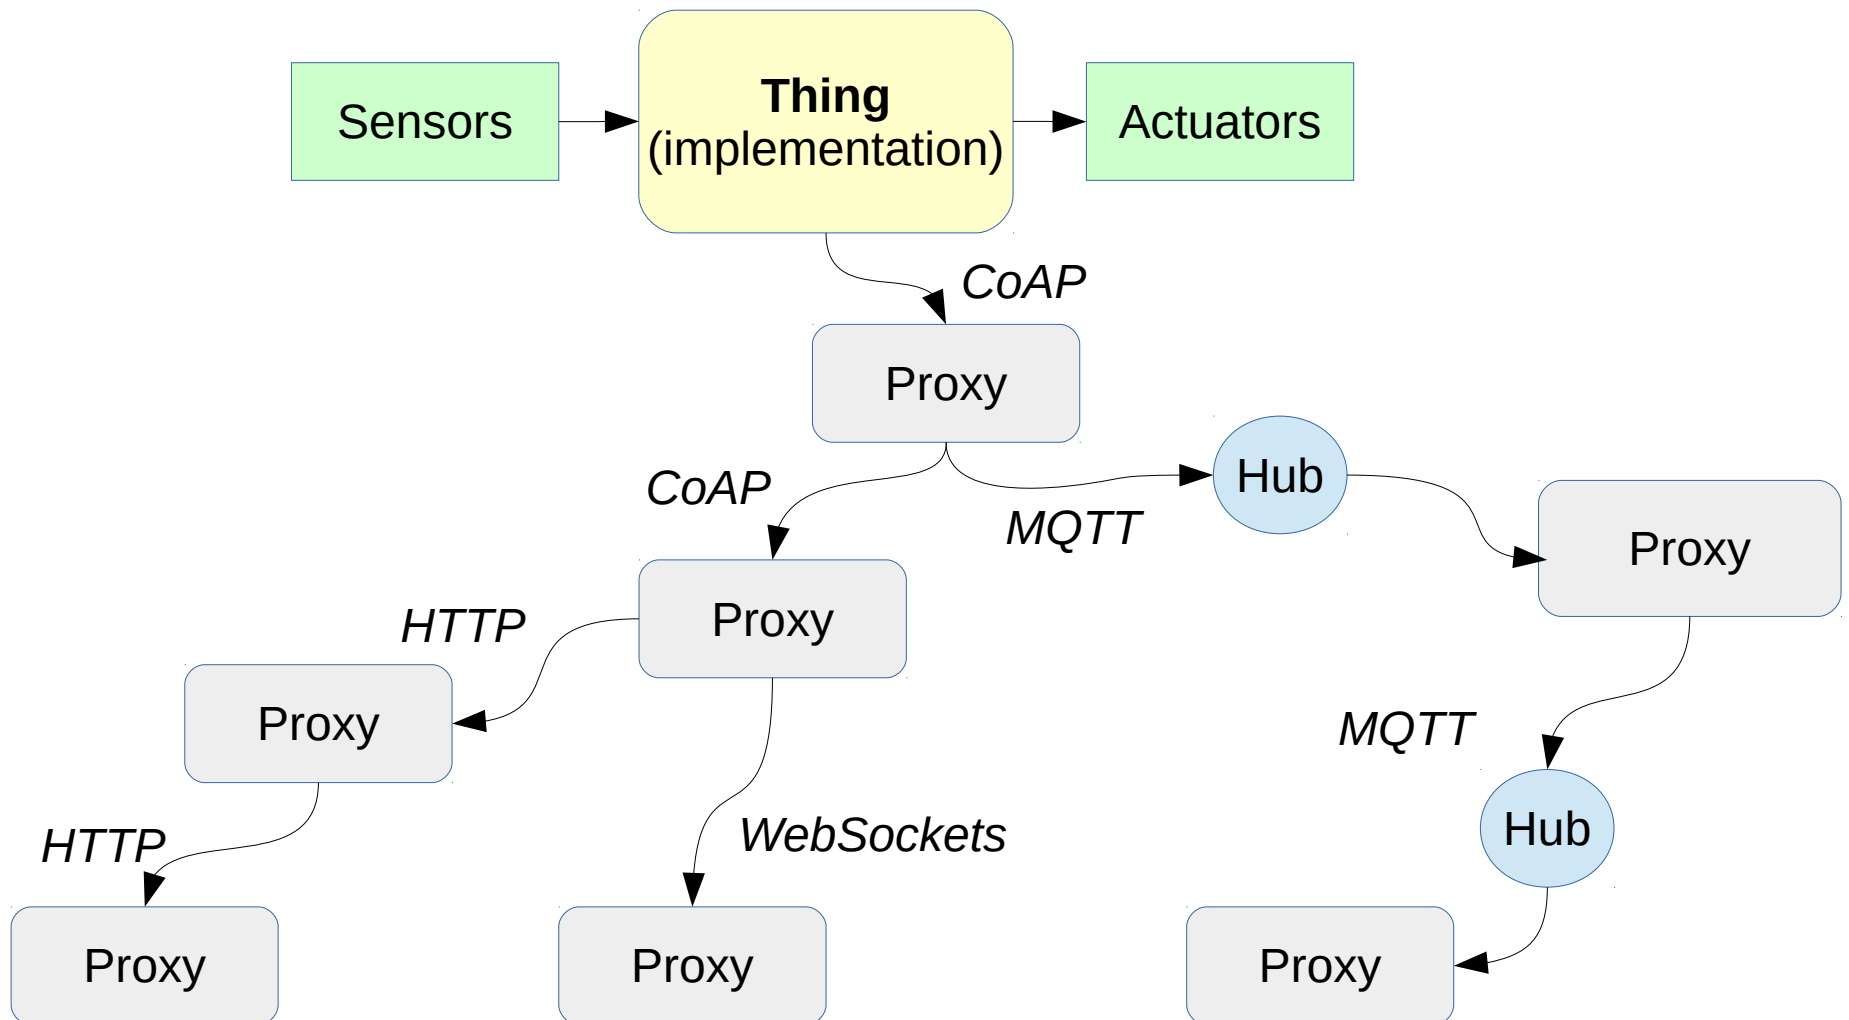 Sensors
Thing
(implementation)
Actuators
CoAP
Proxy
CoAP
MQTT
Hub
Proxy
HTTP
Proxy
Proxy
MQTT
HTTP
WebSockets
Hub
Proxy
Proxy
Proxy